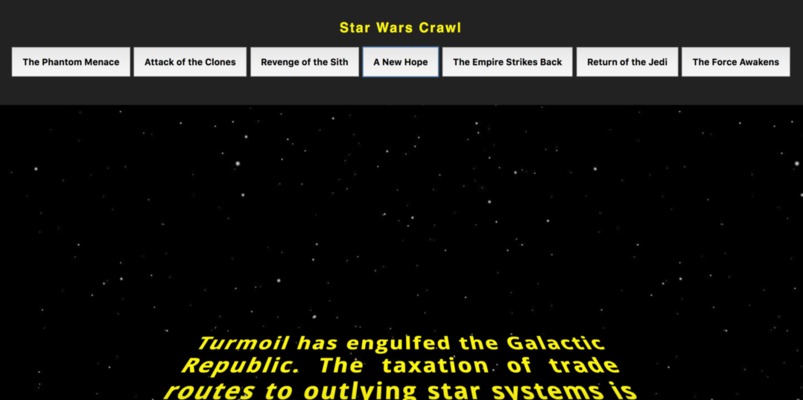 Star Wars Crawl
The Phantom Menace
Attack of the Clones
Revenge of the Sith
A New Hope
The Empire Strikes Back
Return of the Jedi
The Force Awakens
Turmoil has engulfed the Galactic
Republic. The taxation of trade
routes to outlying star systems is